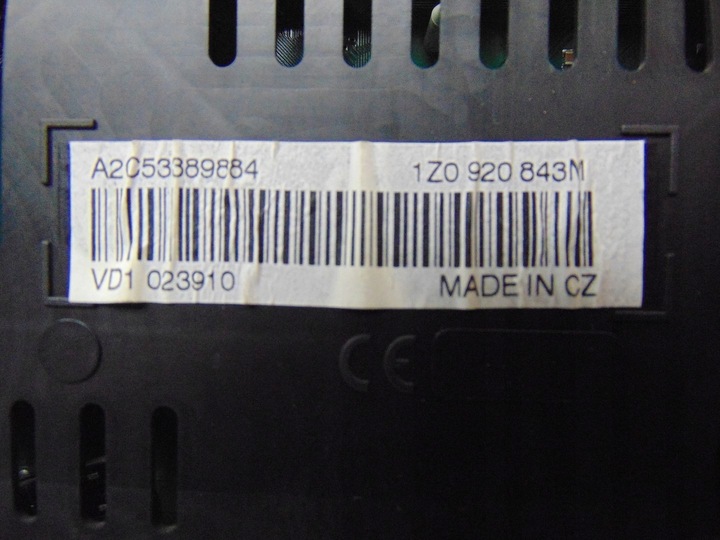 A2C53389884 1Z0 920 843M
VD1 023910 MADE IN CZ
CE